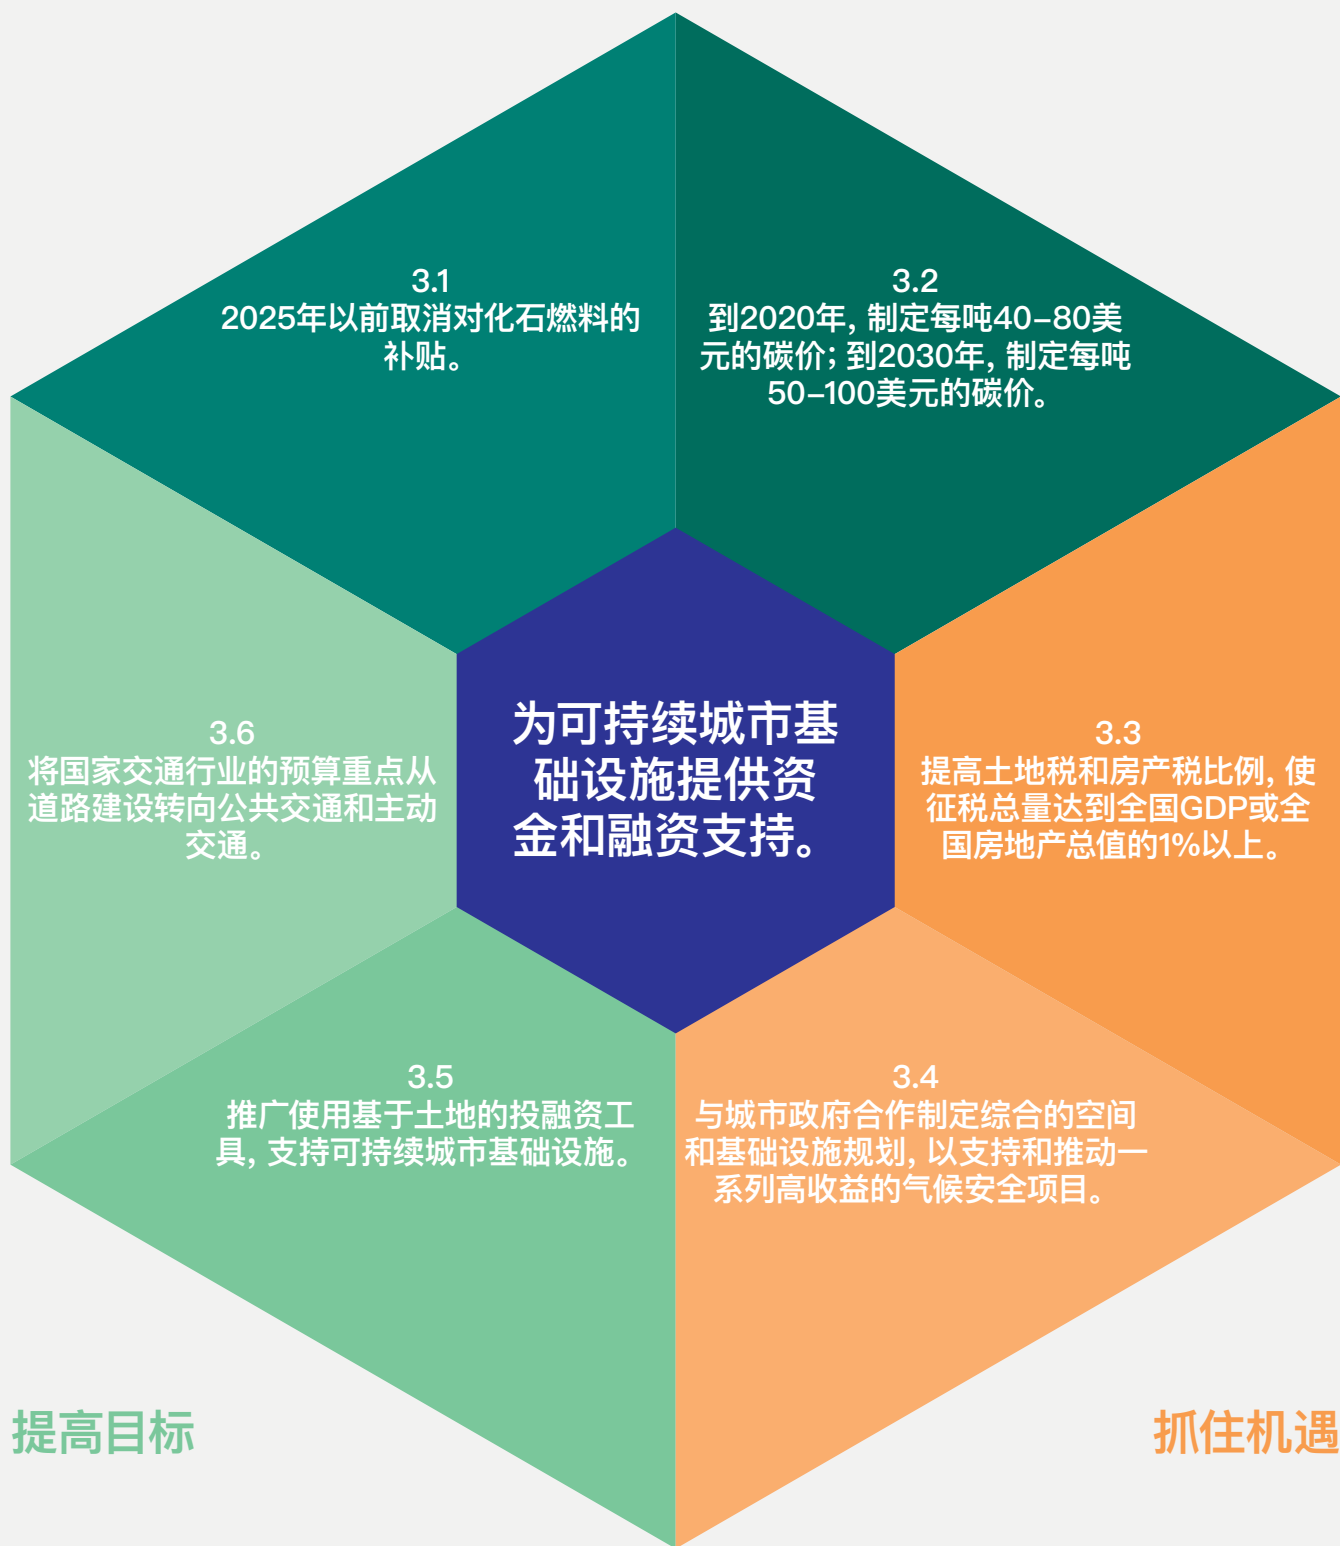 3.1
2025年以前取消对化石燃料的
补贴。
3.2
到2020年，制定每吨40–80美
元的碳价；到2030年，制定每吨
50–100美元的碳价。
为可持续城市基
础设施提供资
金和融资支持。
3.6
将国家交通行业的预算重点从
道路建设转向公共交通和主动
交通。
3.3
提高土地税和房产税比例，使
征税总量达到全国GDP或全
国房地产总值的1%以上。
3.5
推广使用基于土地的投融资工
具，支持可持续城市基础设施。
3.4
与城市政府合作制定综合的空间
和基础设施规划，以支持和推动一
系列高收益的气候安全项目。
提高目标
抓住机遇